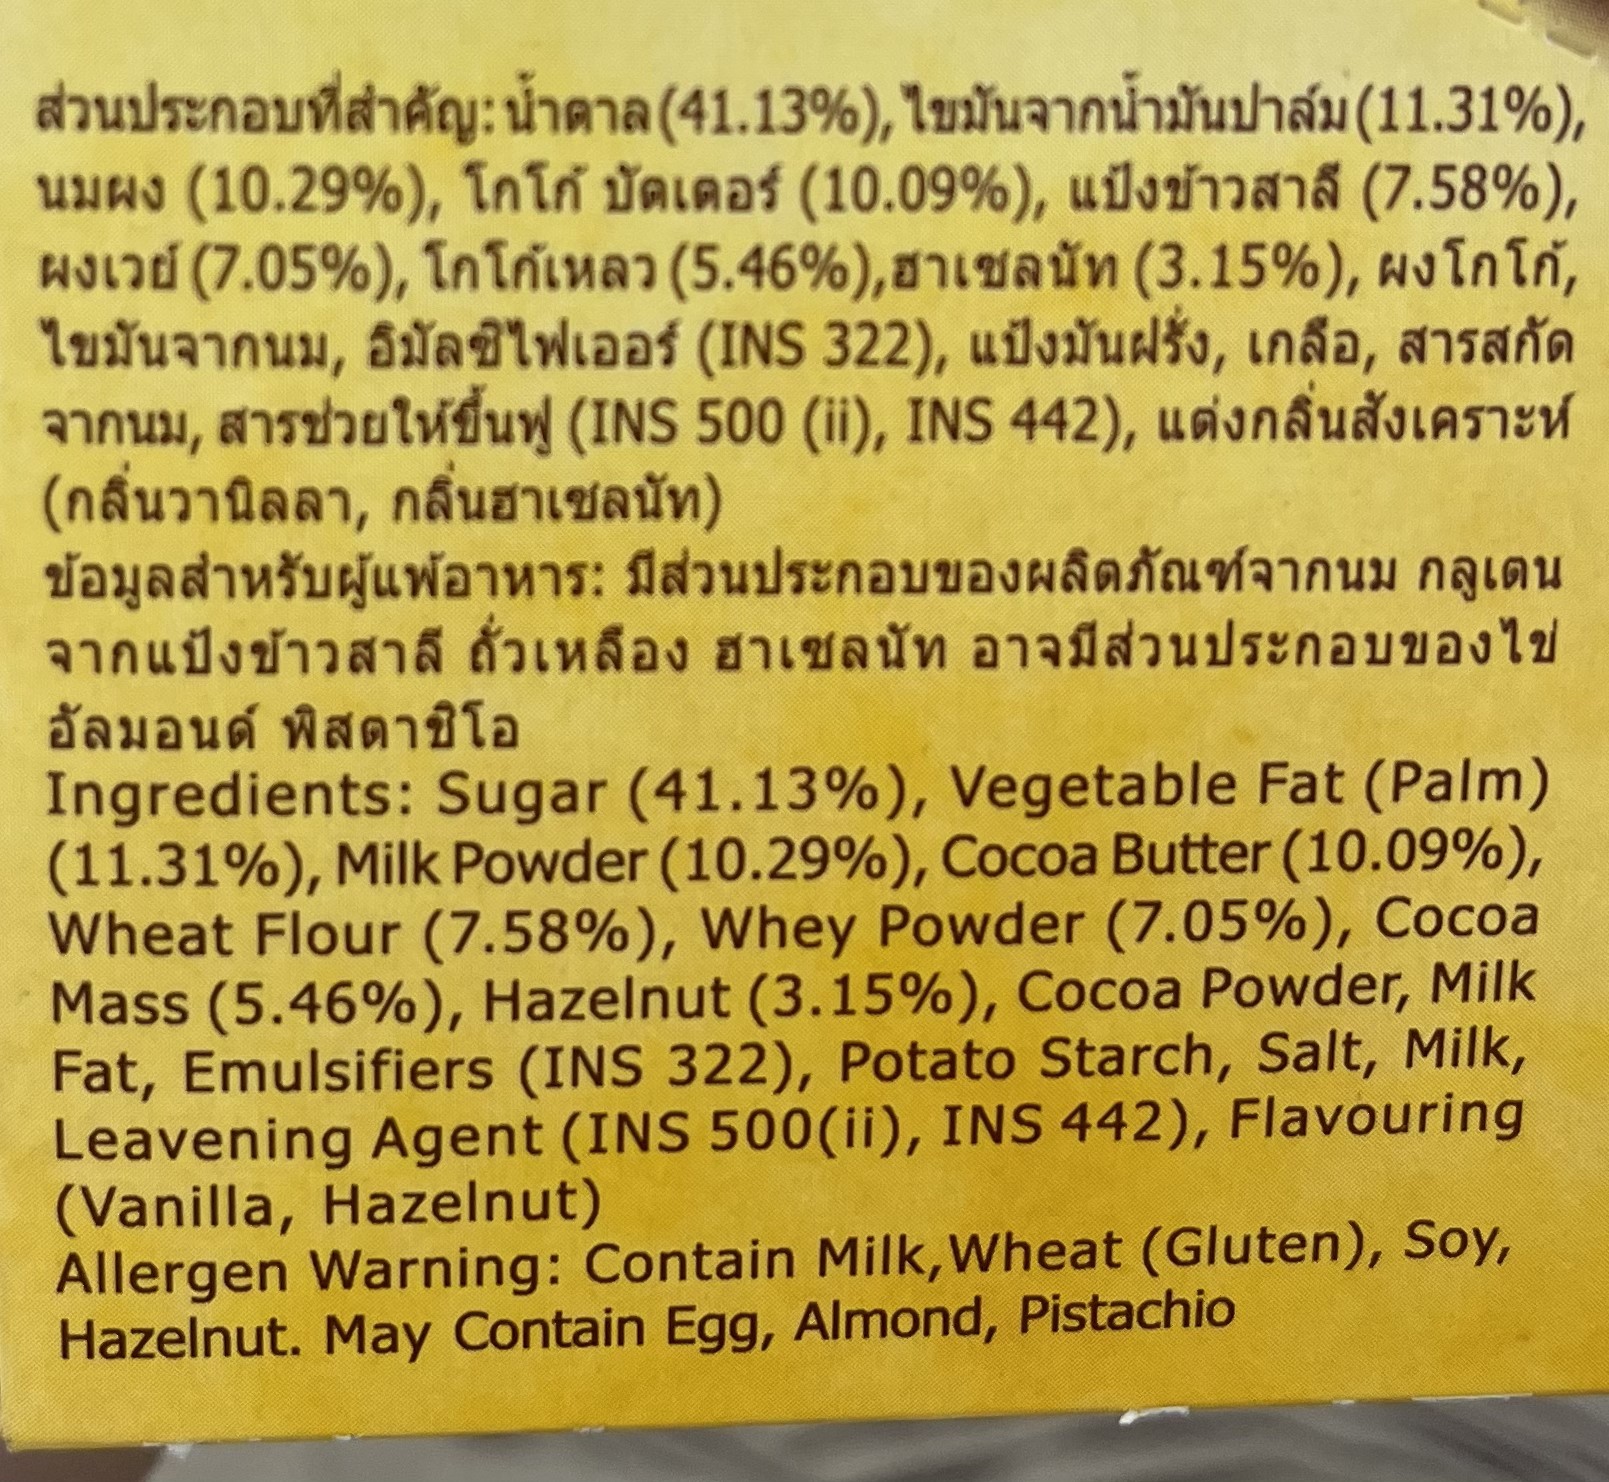 ส่วนประกอบที่สำคัญ: น้ำตาล (41.13%), ไขมันจากน้ำมันปาล์ม (11.31%),
นมผง (10.29%), โกโก้ บัตเตอร์ (10.09%), แป้งข้าวสาลี (7.58%),
ผงเวย์ (7.05%), โกโก้เหลว (5.46%),ฮาเซลนัท (3.15%), ผงโกโก้,
ไขมันจากนม, อิมัลซิไฟเออร์ (INS 322), แป้งมันฝรั่ง, เกลือ, สารสกัด
จากนม, สารช่วยให้ขึ้นฟู (INS 500 (ii), INS 442), แต่งกลิ่นสังเคราะห์
(กลิ่นวานิลลา, กลิ่นฮาเซลนัท)
ข้อมูลสำหรับผู้แพ้อาหาร: มีส่วนประกอบของผลิตภัณฑ์จากนม กลูเตน
จากแป้งข้าวสาลี ถั่วเหลือง ฮาเซลนัท อาจมีส่วนประกอบของไข่
อัลมอนด์ พิสตาชิโอ
Ingredients: Sugar (41.13%), Vegetable Fat (Palm)
(11.31%), Milk Powder (10.29%), Cocoa Butter (10.09%),
Wheat Flour (7.58%), Whey Powder (7.05%), Cocoa
Mass (5.46%), Hazelnut (3.15%), Cocoa Powder, Milk
Fat, Emulsifiers (INS 322), Potato Starch, Salt, Milk,
Leavening Agent (INS 500(ii), INS 442), Flavouring
(Vanilla, Hazelnut)
Allergen Warning: Contain Milk,Wheat (Gluten), Soy,
Hazelnut. May Contain Egg, Almond, Pistachio